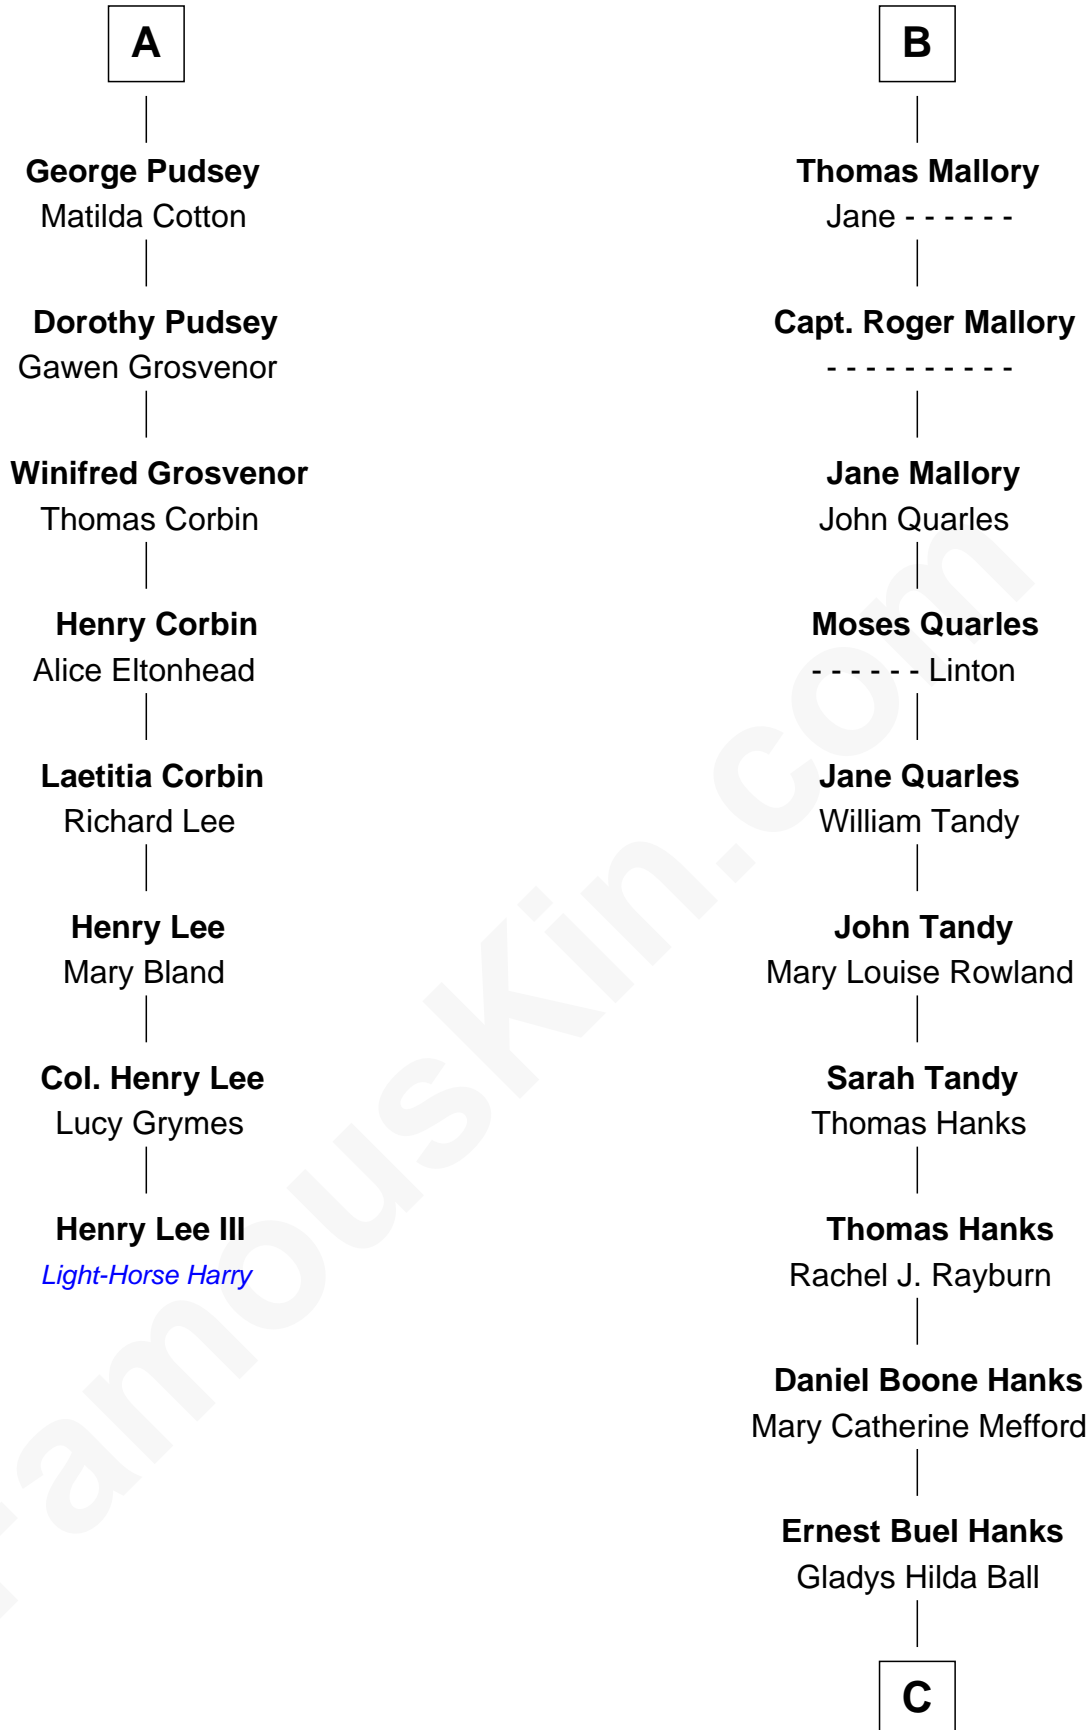 A
George Pudsey
Matilda Cotton
Dorothy Pudsey
Gawen Grosvenor
Winifred Grosvenor
Thomas Corbin
Henry Corbin
Alice Eltonhead
Laetitia Corbin
Richard Lee
Henry Lee
Mary Bland
Col. Henry Lee
Lucy Grymes
Henry Lee III
Light-Horse Harry
B
Thomas Mallory
Jane - - - - - -
Capt. Roger Mallory
- - - - - - - - - -
Jane Mallory
John Quarles
Moses Quarles
- - - - - - Linton
Jane Quarles
William Tandy
John Tandy
Mary Louise Rowland
Sarah Tandy
Thomas Hanks
Thomas Hanks
Rachel J. Rayburn
Daniel Boone Hanks
Mary Catherine Mefford
Ernest Buel Hanks
Gladys Hilda Ball
C
FamousKin.com